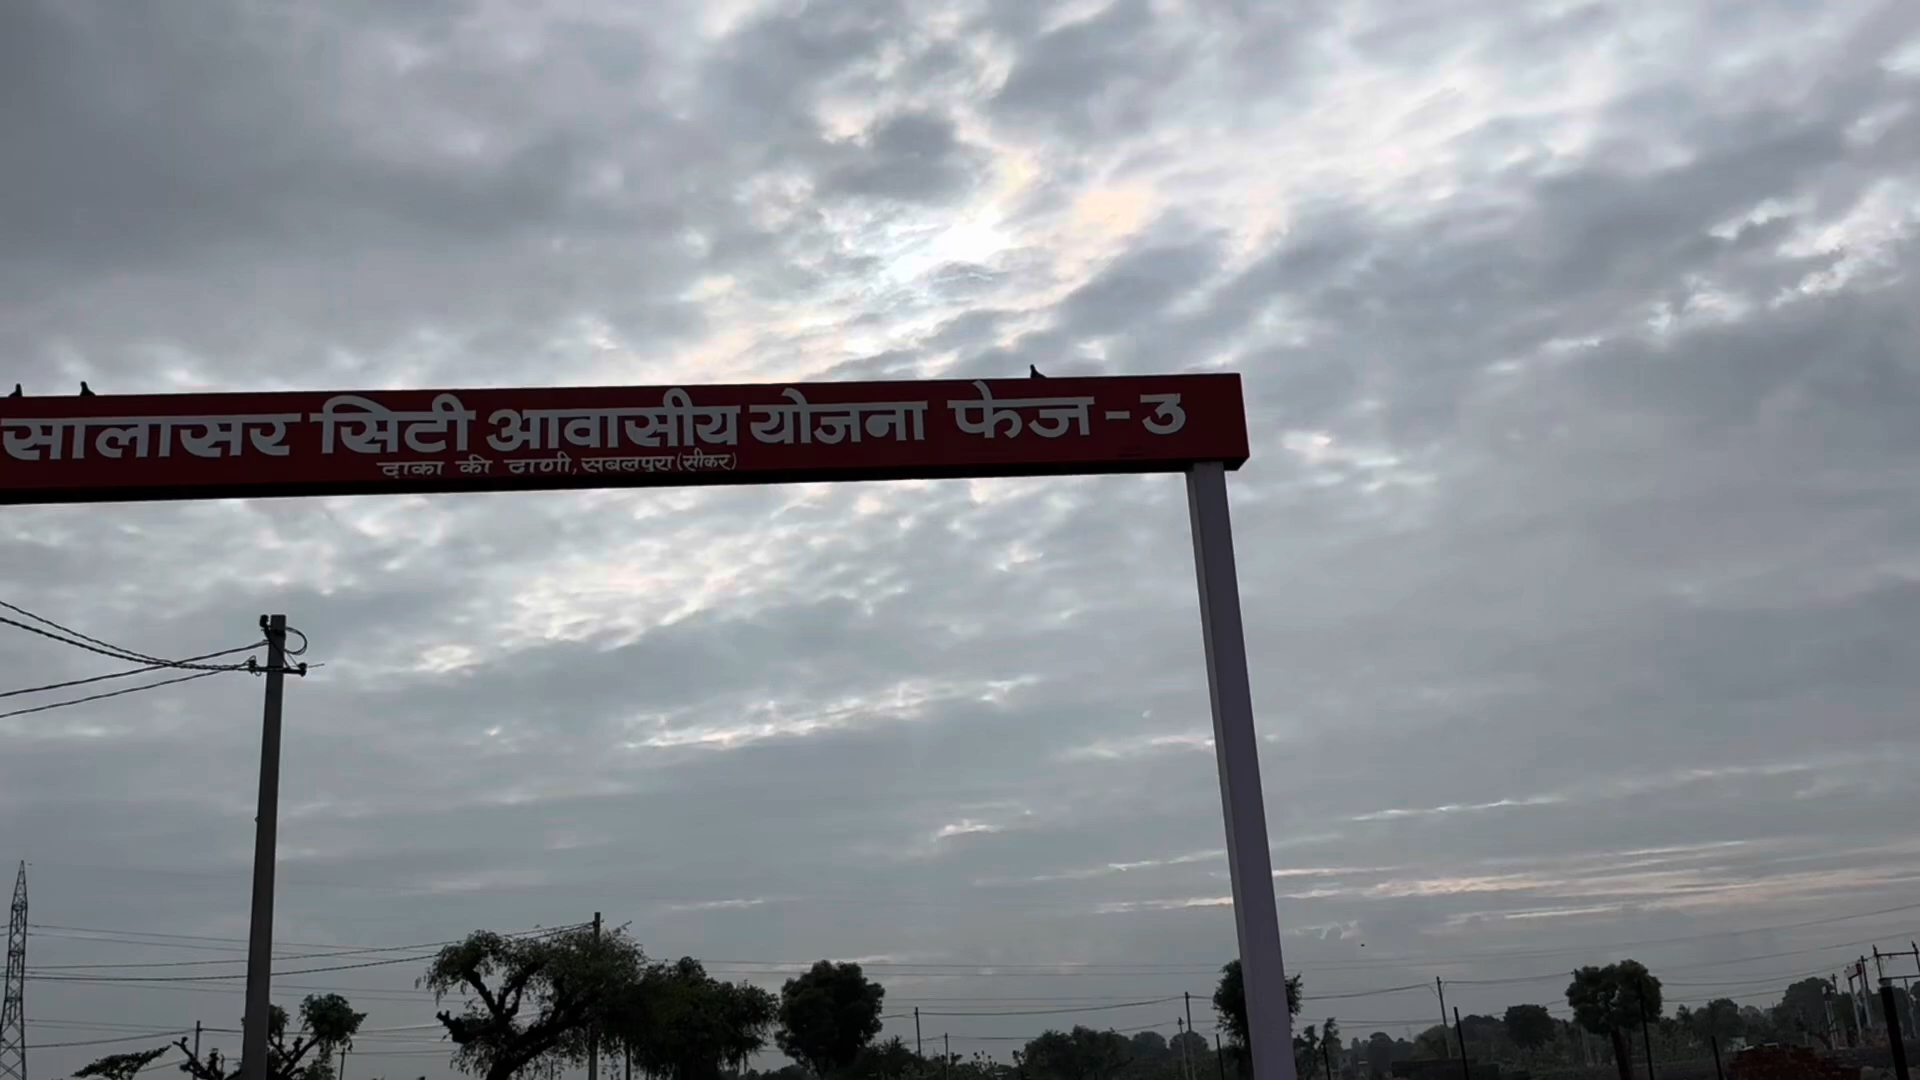 सालासर सिटी आवासीय योजना फेज - 3
ढाका की ढाणी, सबलपुरा (सीकर)